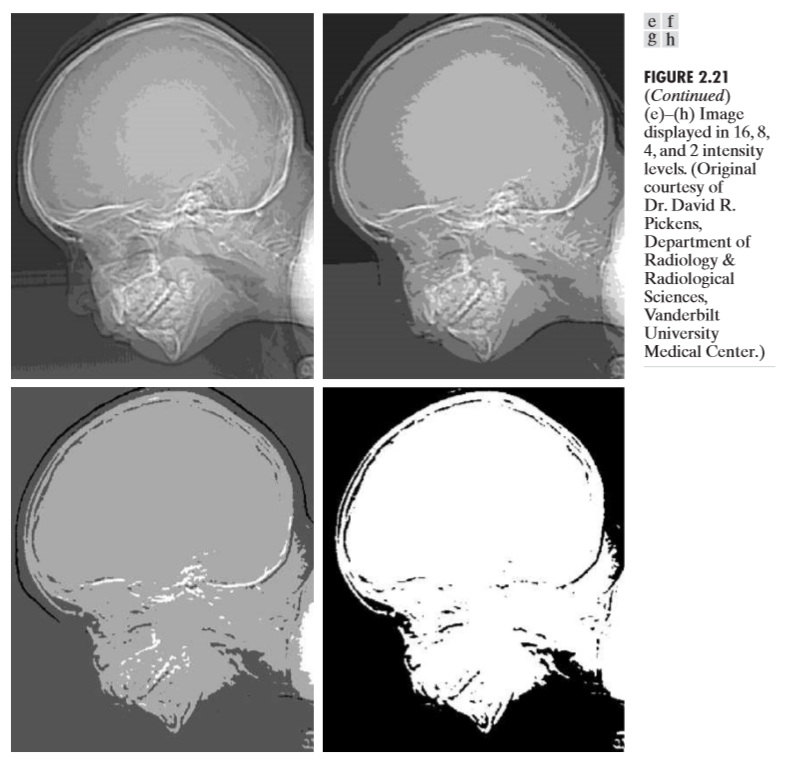 e f
g h
FIGURE 2.21
(Continued)
(e)–(h) Image
displayed in 16, 8,
4, and 2 intensity
levels. (Original
courtesy of
Dr. David R.
Pickens,
Department of
Radiology &
Radiological
Sciences,
Vanderbilt
University
Medical Center.)